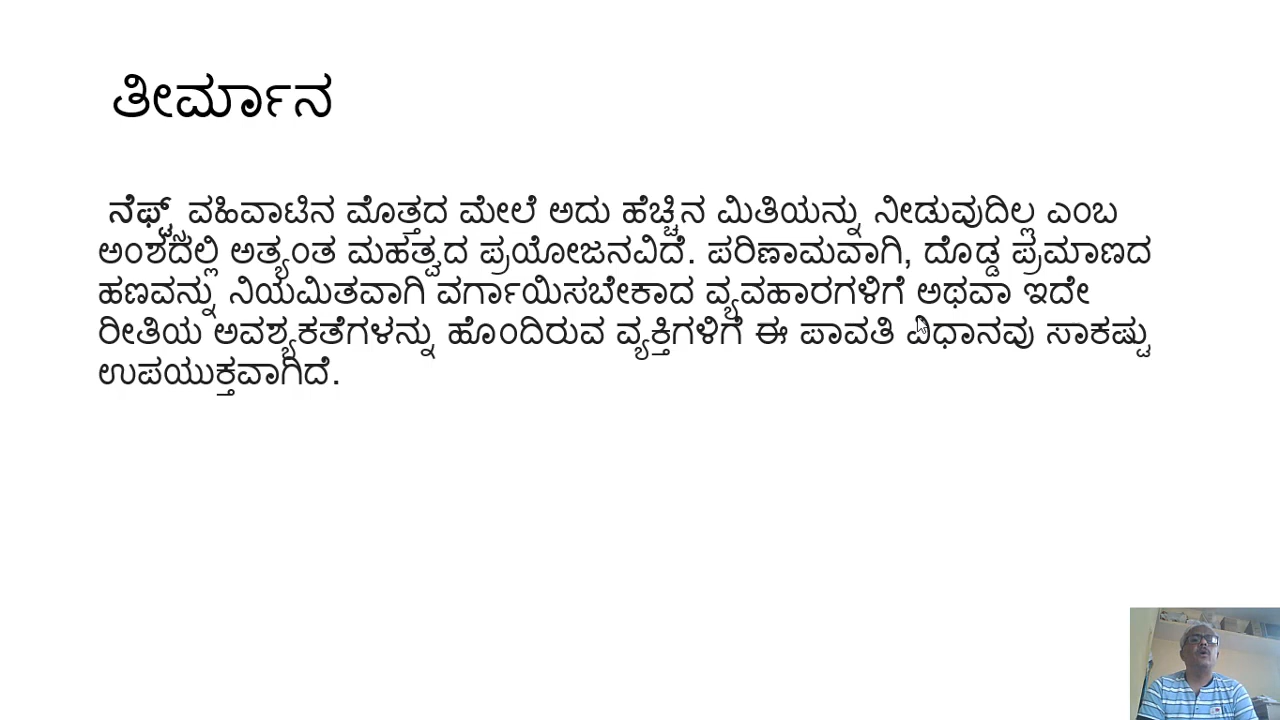 ತೀರ್ಮಾನ
ನೆಫ್ಟ್ಸ್ ವಹಿವಾಟಿನ ಮೊತ್ತದ ಮೇಲೆ ಅದು ಹೆಚ್ಚಿನ ಮಿತಿಯನ್ನು ನೀಡುವುದಿಲ್ಲ ಎಂಬ
ಅಂಶದಲ್ಲಿ ಅತ್ಯಂತ ಮಹತ್ವದ ಪ್ರಯೋಜನವಿದೆ. ಪರಿಣಾಮವಾಗಿ, ದೊಡ್ಡ ಪ್ರಮಾಣದ
ಹಣವನ್ನು ನಿಯಮಿತವಾಗಿ ವರ್ಗಾಯಿಸಬೇಕಾದ ವ್ಯವಹಾರಗಳಿಗೆ ಅಥವಾ ಇದೇ
ರೀತಿಯ ಅವಶ್ಯಕತೆಗಳನ್ನು ಹೊಂದಿರುವ ವ್ಯಕ್ತಿಗಳಿಗೆ ಈ ಪಾವತಿ ವಿಧಾನವು ಸಾಕಷ್ಟು
ಉಪಯುಕ್ತವಾಗಿದೆ.